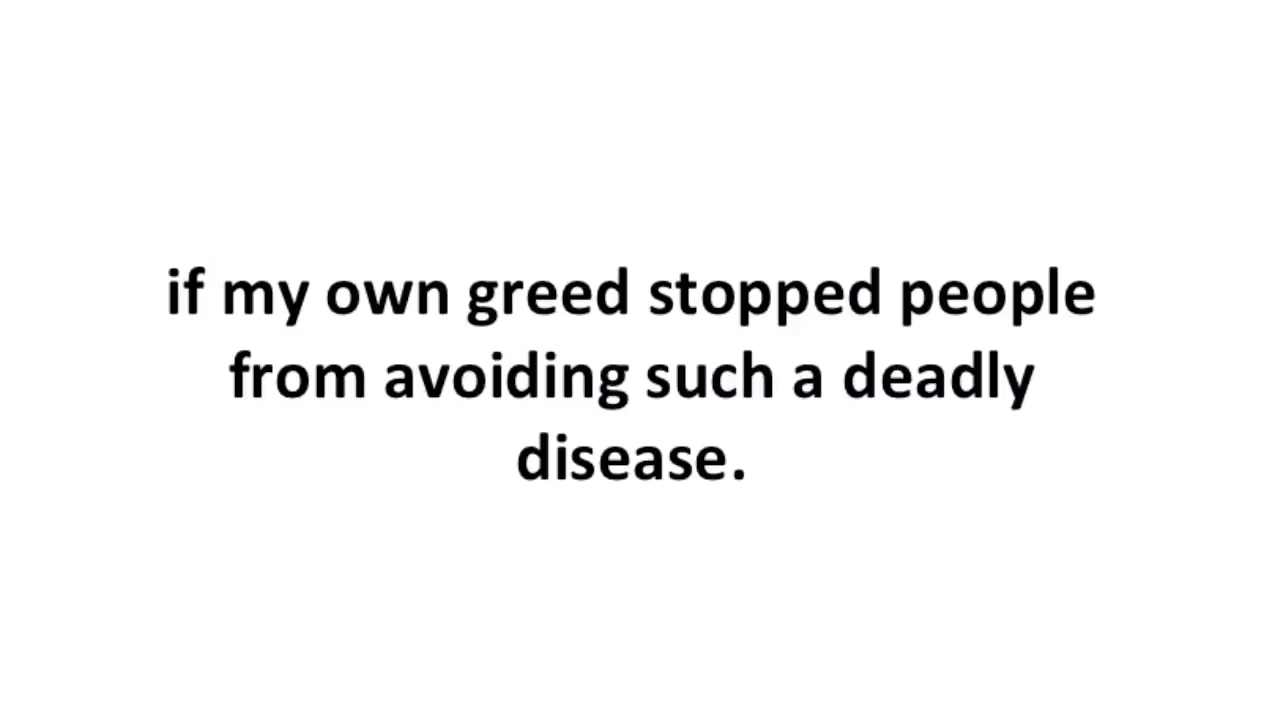 if my own greed stopped people
from avoiding such a deadly
disease.